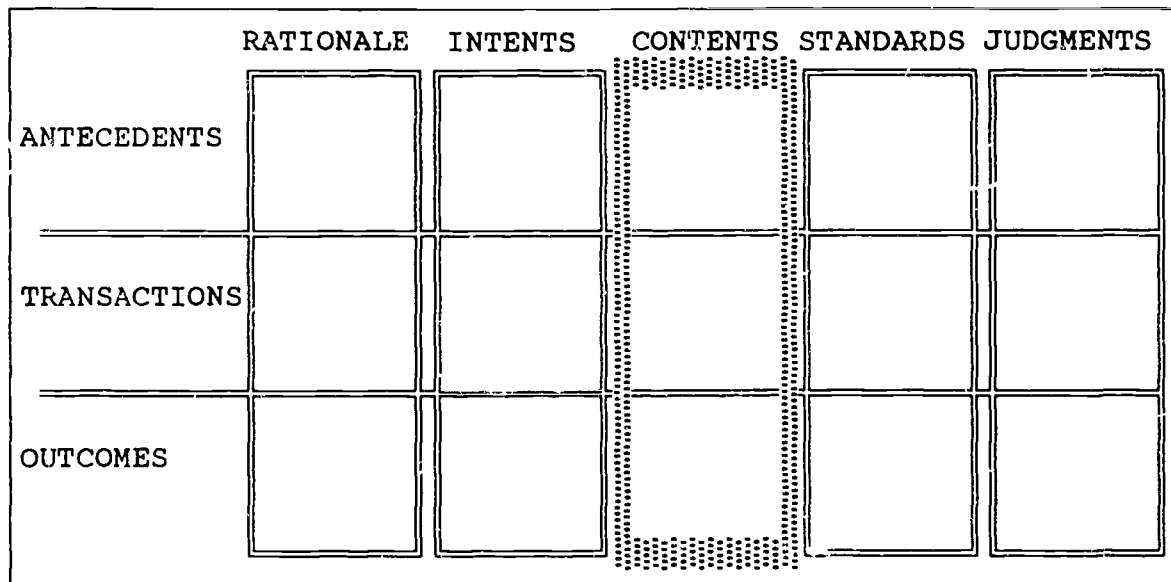 RATIONALE INTENTS CONTENTS STANDARDS JUDGMENTS
ANTECEDENTS
TRANSACTIONS
OUTCOMES